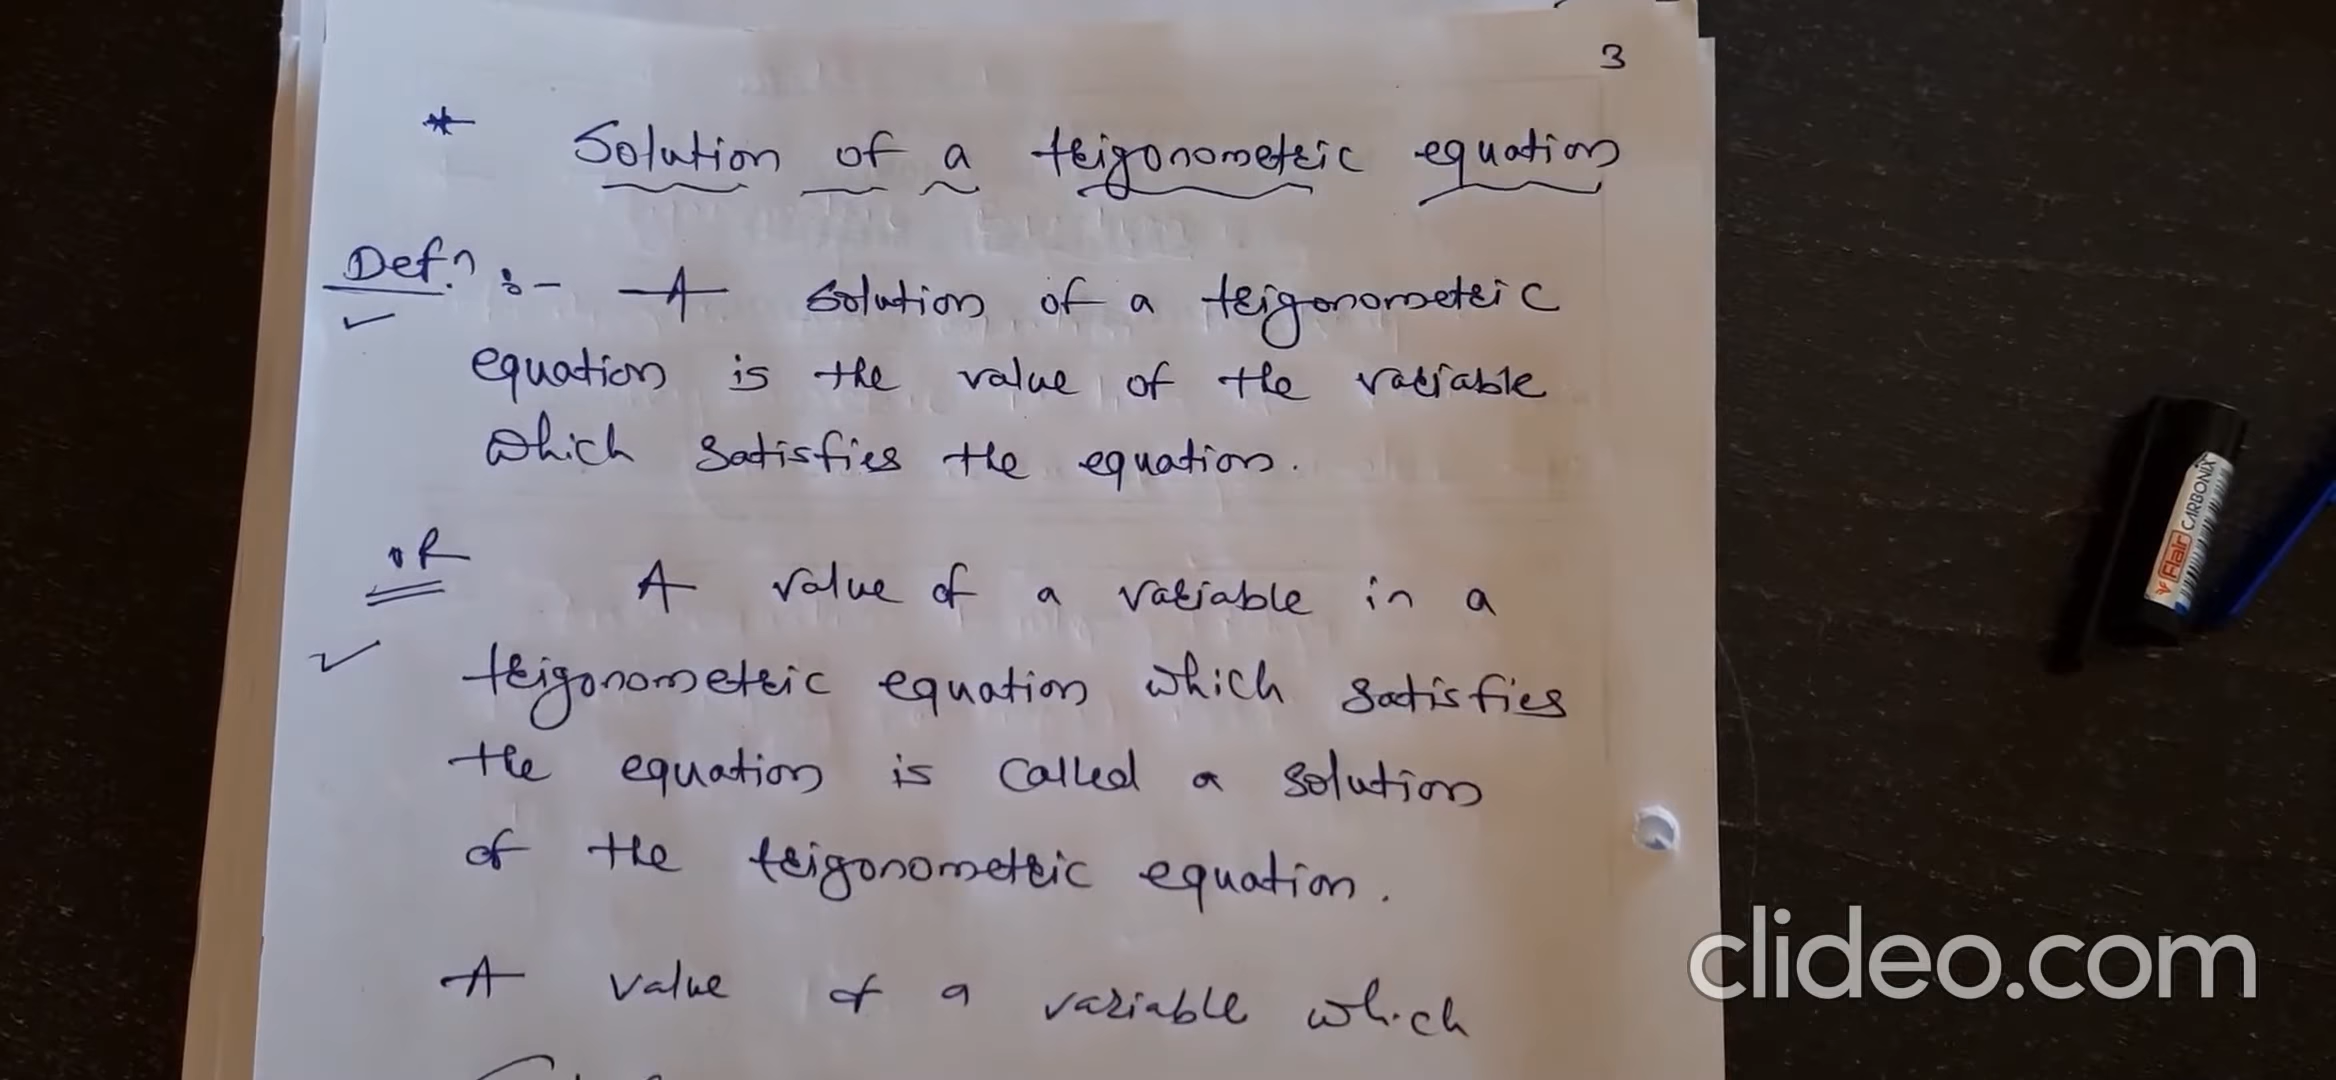 3
* Solution of a trigonometric equation
Defn :- A solution of a trigonometric
equation is the value of the variable
which satisfies the equation.
OR A value of a variable in a
trigonometric equation which satisfies
the equation is called a solution
of the trigonometric equation.
A value of a variable which
Flair CARBONIX
clideo.com